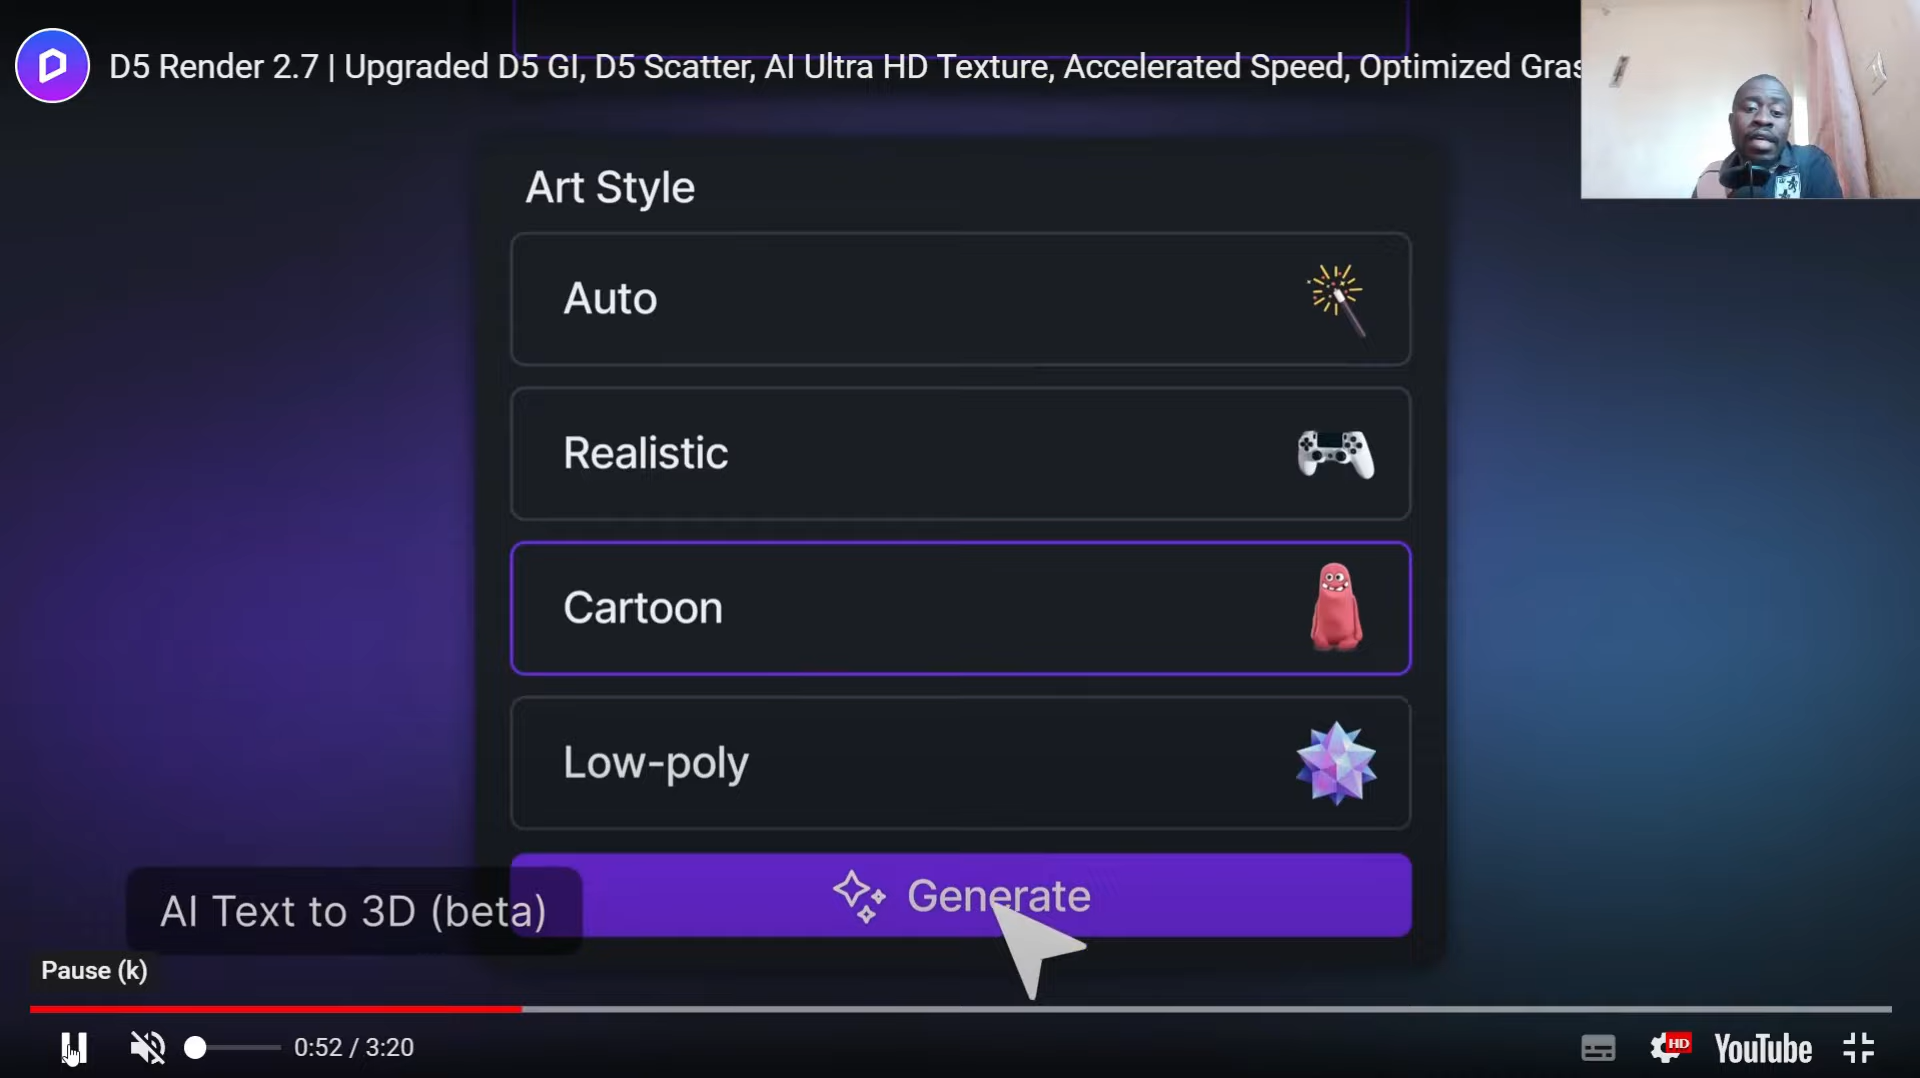 D5 Render 2.7 | Upgraded D5 GI, D5 Scatter, AI Ultra HD Texture, Accelerated Speed, Optimized Gras
Art Style
Auto
Realistic
Cartoon
Low-poly
Generate
AI Text to 3D (beta)
Pause (k)
0:52 / 3:20
HD
YouTube